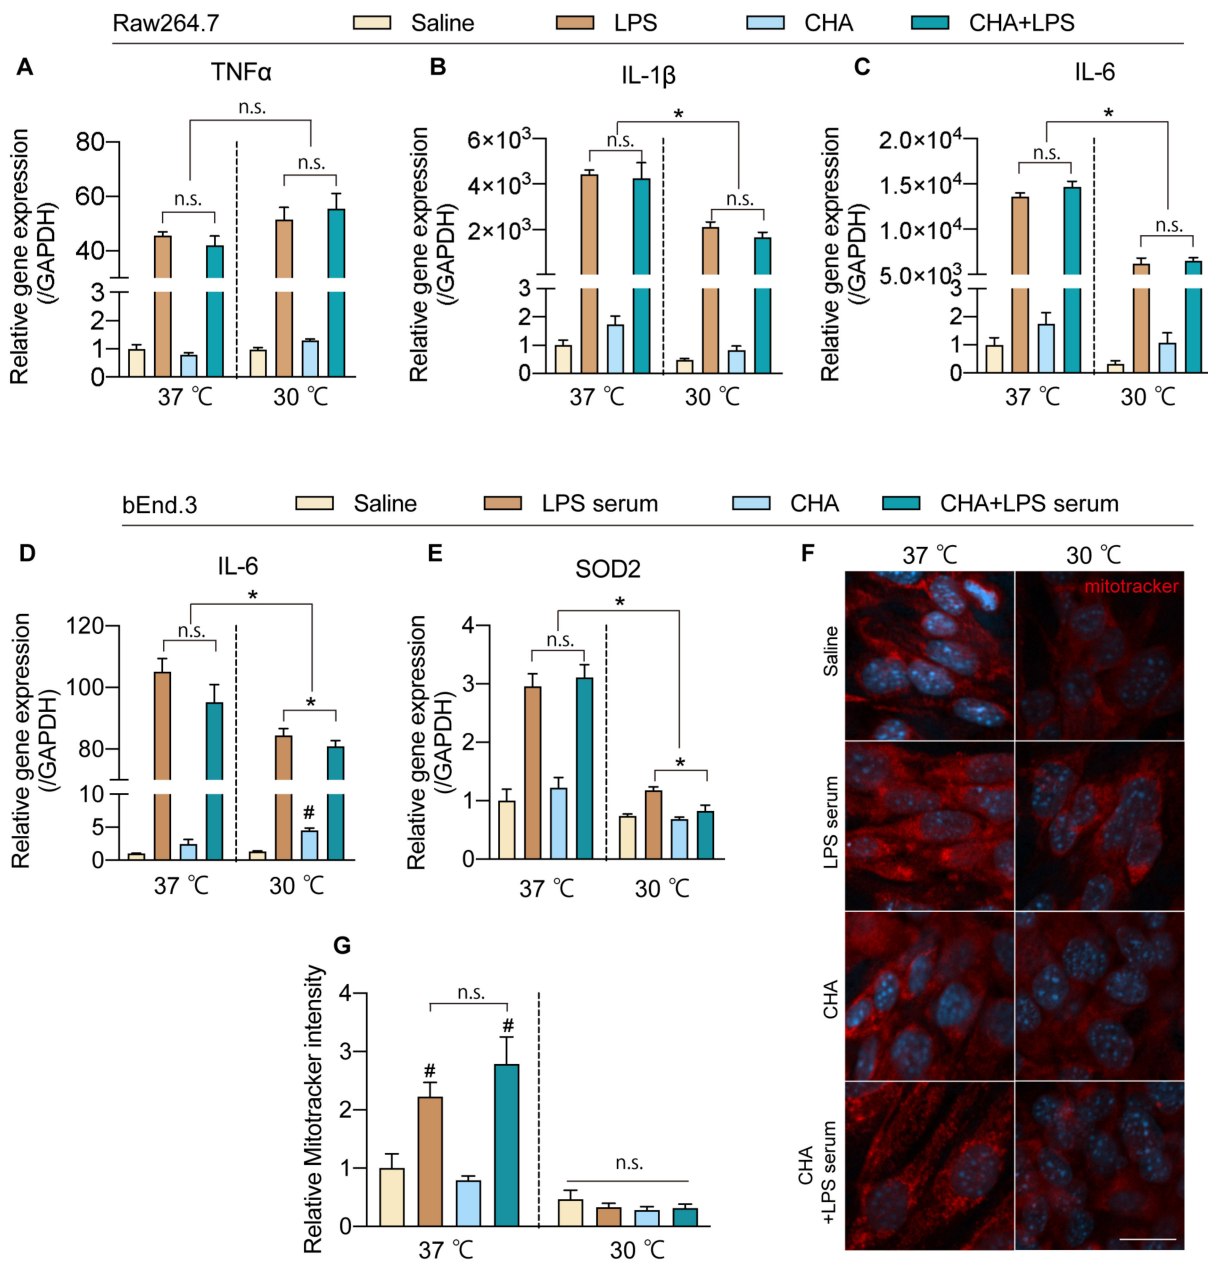 Raw264.7 Saline LPS CHA CHA+LPS
A TNFα
B IL-1β
C IL-6
Relative gene expression
(/GAPDH)
80
60
40
3
2
1
0
n.s.
n.s.
n.s.
37 ℃ 30 ℃
Relative gene expression
(/GAPDH)
6×10³
4×10³
2×10³
3
2
1
0
*
n.s.
n.s.
37 ℃ 30 ℃
Relative gene expression
(/GAPDH)
2.0×10⁴
1.5×10⁴
1.0×10⁴
5.0×10³
3
2
1
0
*
n.s.
n.s.
37 ℃ 30 ℃
bEnd.3 Saline LPS serum CHA CHA+LPS serum
D IL-6
Relative gene expression
(/GAPDH)
120
100
80
10
5
0
*
n.s.
*
#
37 ℃ 30 ℃
E SOD2
Relative gene expression
(/GAPDH)
4
3
2
1
0
*
n.s.
*
37 ℃ 30 ℃
F 37 ℃ 30 ℃
mitotracker
Saline
LPS serum
CHA
CHA
+LPS serum
G
Relative Mitotracker intensity
4
3
2
1
0
n.s.
#
#
n.s.
37 ℃ 30 ℃